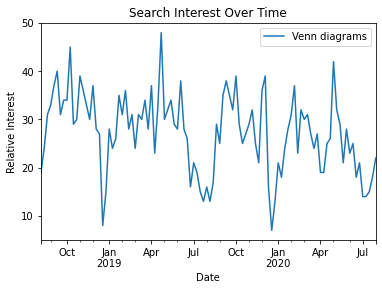 Search Interest Over Time
Venn diagrams
Relative Interest
50
40
30
20
10
Oct Jan Apr Jul Oct Jan Apr Jul
2019 2020
Date